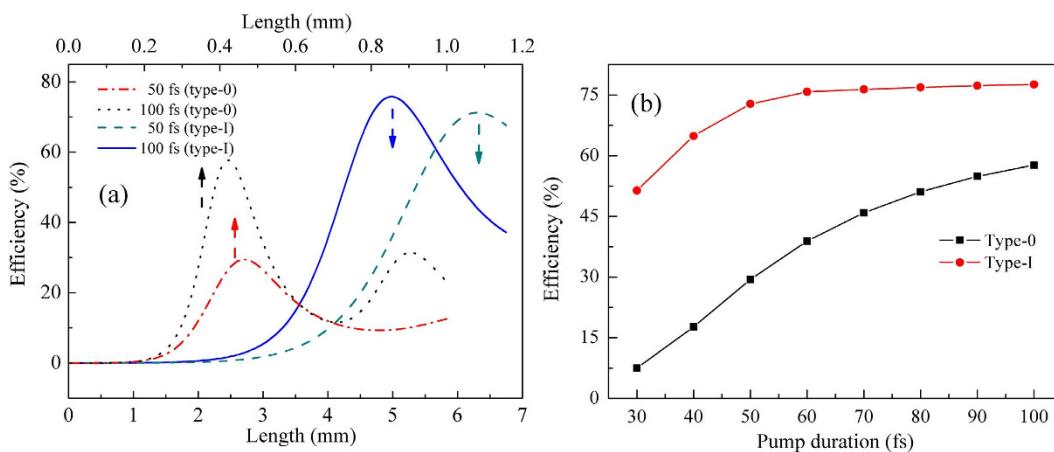 Length (mm)
0.0 0.2 0.4 0.6 0.8 1.0 1.2
80
60
40
20
0
Efficiency (%)
50 fs (type-0)
100 fs (type-0)
50 fs (type-I)
100 fs (type-I)
(a)
0 1 2 3 4 5 6 7
Length (mm)
75
60
45
30
15
0
Efficiency (%)
(b)
Type-0
Type-I
30 40 50 60 70 80 90 100
Pump duration (fs)